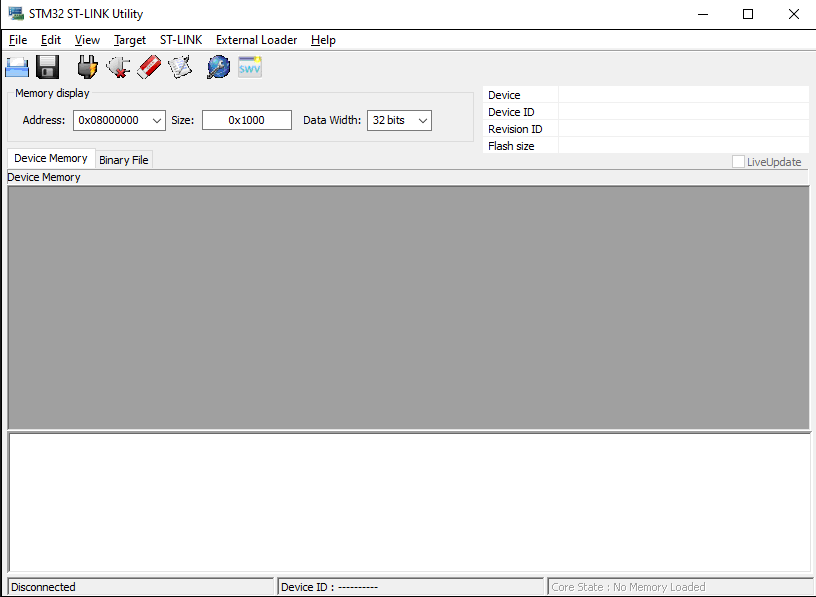 STM32 ST-LINK Utility
File Edit View Target ST-LINK External Loader Help
SWV
Memory display
Address: 0x08000000 Size: 0x1000 Data Width: 32 bits
Device
Device ID
Revision ID
Flash size
LiveUpdate
Device Memory Binary File
Device Memory
Disconnected Device ID : ---------- Core State : No Memory Loaded